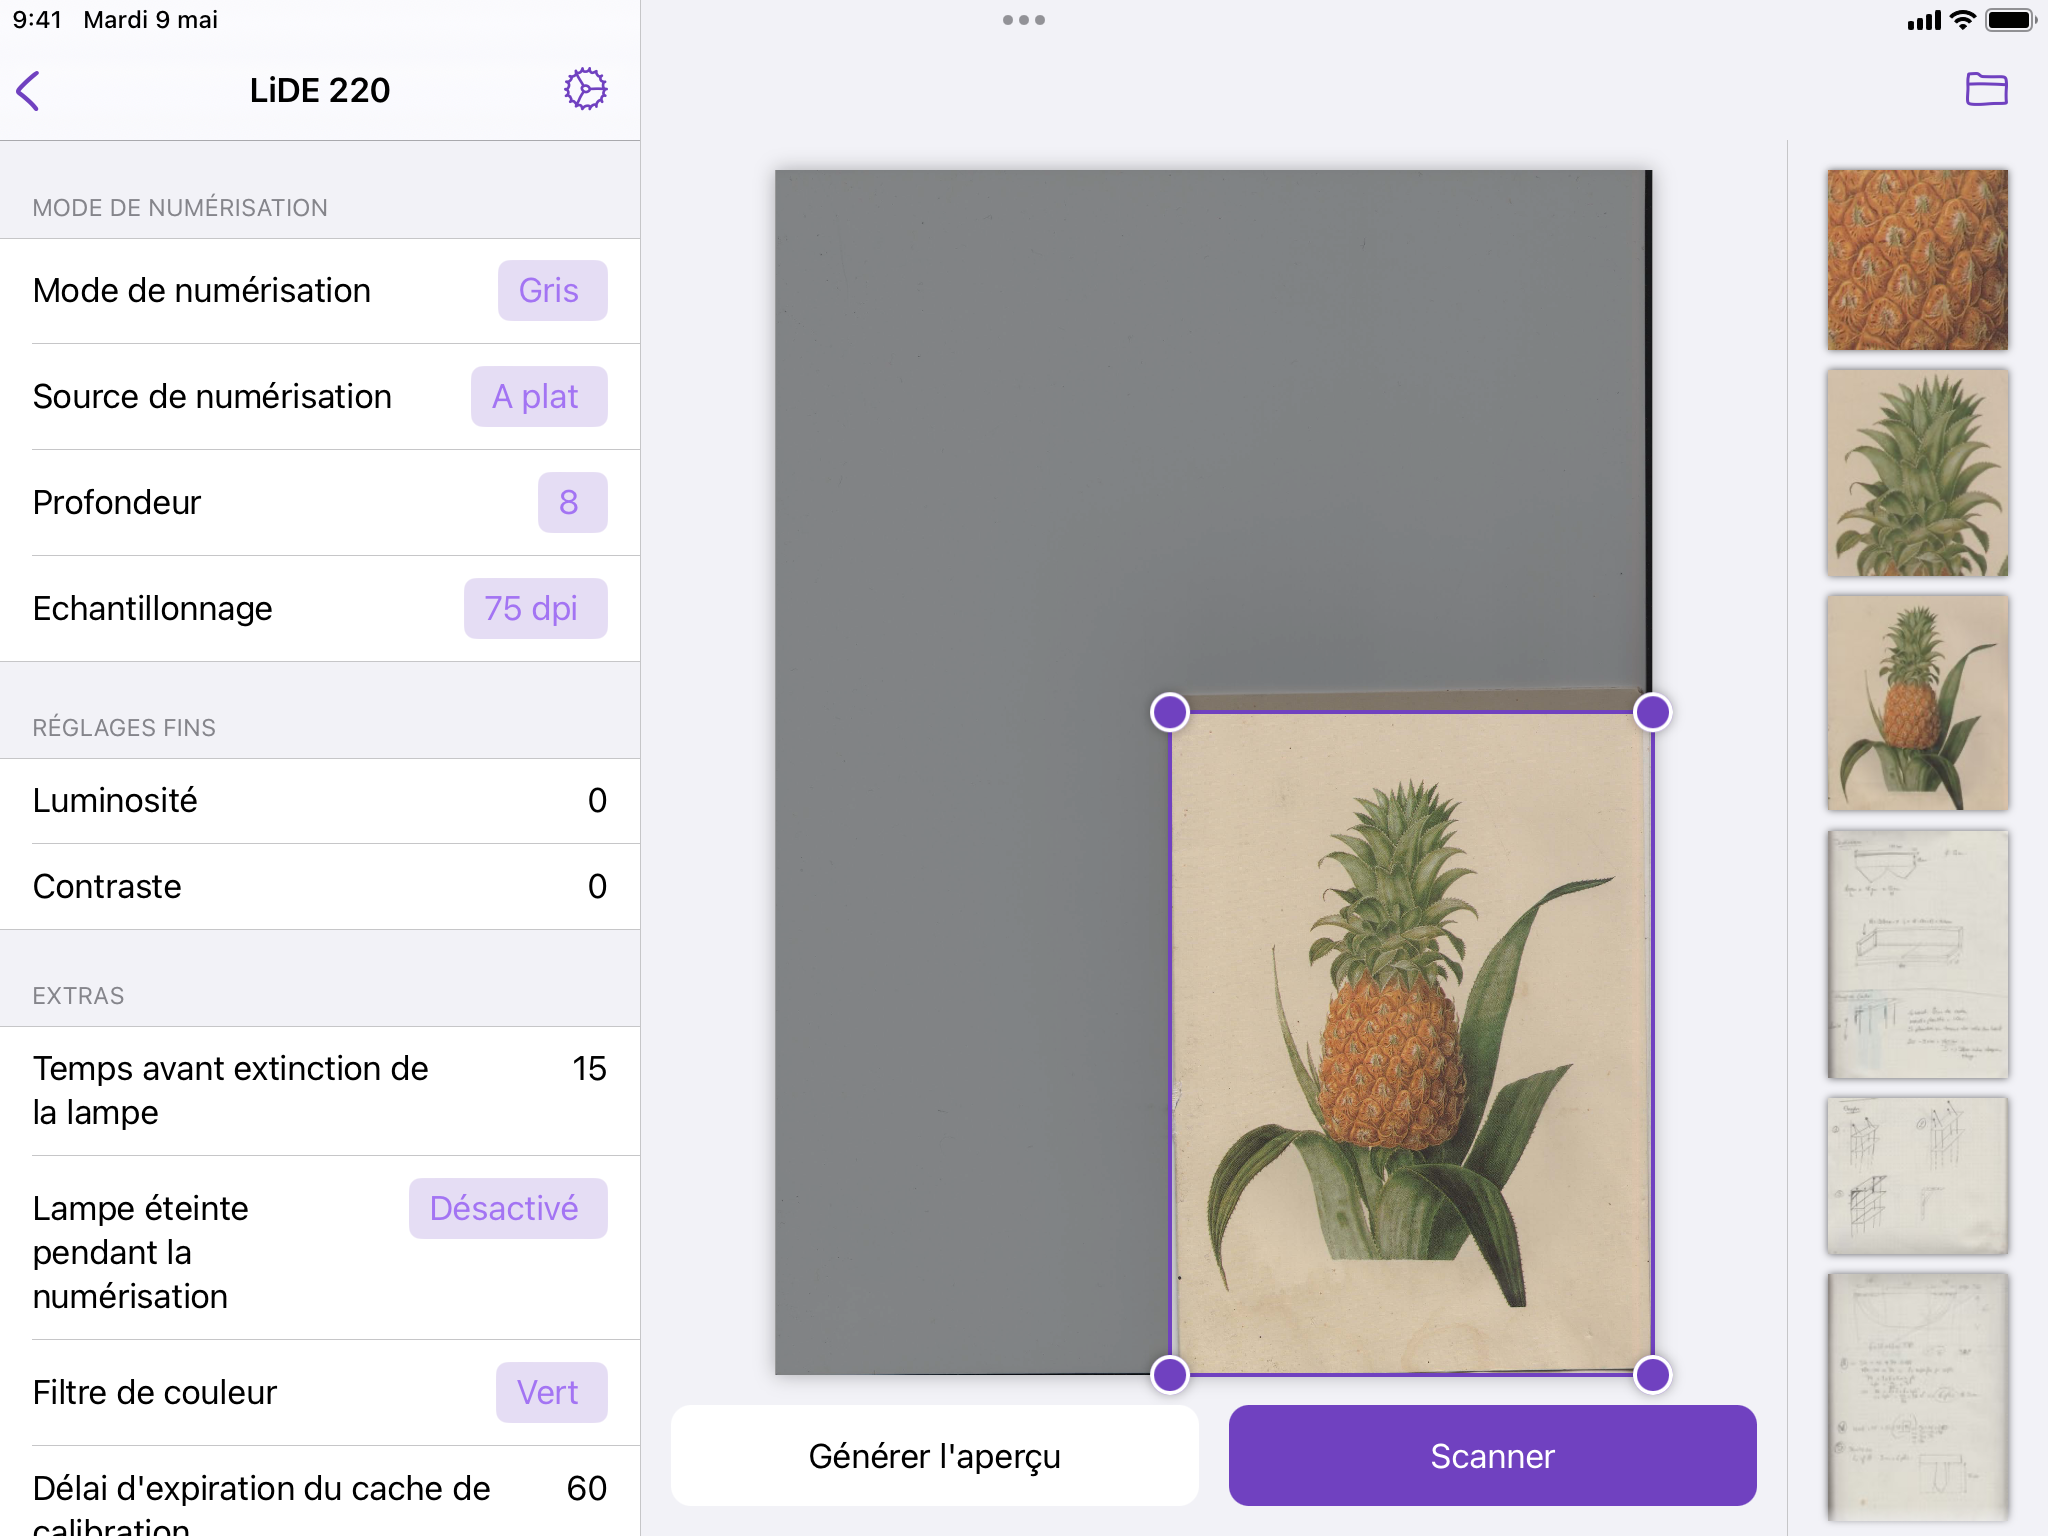 9:41 Mardi 9 mai
LiDE 220
MODE DE NUMÉRISATION
Mode de numérisation Gris
Source de numérisation A plat
Profondeur 8
Echantillonnage 75 dpi
RÉGLAGES FINS
Luminosité 0
Contraste 0
EXTRAS
Temps avant extinction de 15
la lampe
Lampe éteinte Désactivé
pendant la
numérisation
Filtre de couleur Vert
Délai d'expiration du cache de 60
calibration
Générer l'aperçu
Scanner